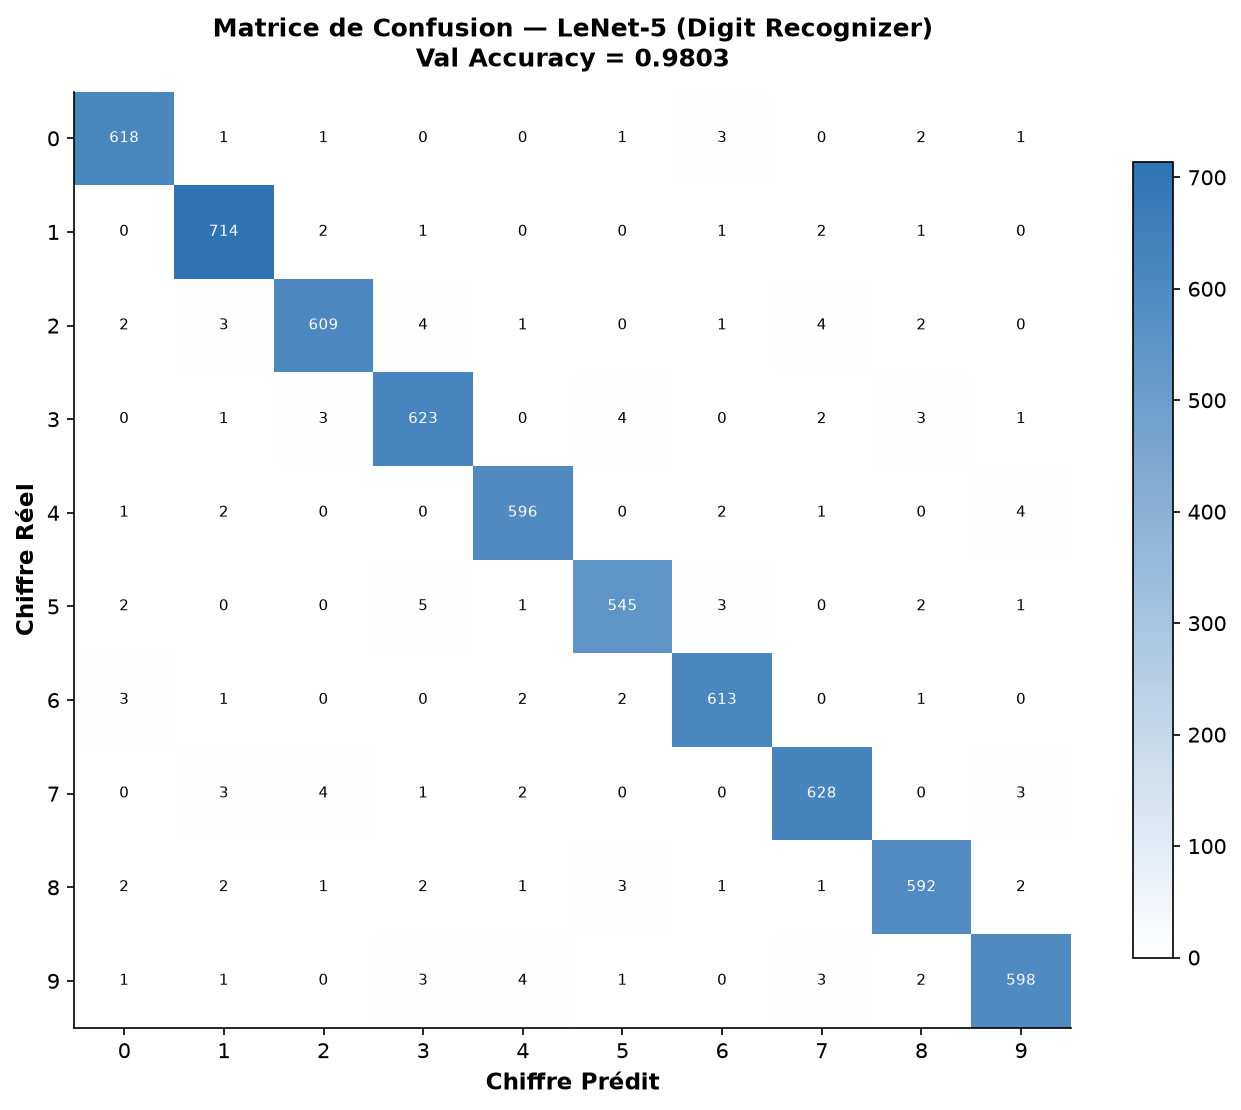 Matrice de Confusion — LeNet-5 (Digit Recognizer)
Val Accuracy = 0.9803
0 618 1 1 0 0 1 3 0 2 1
1 0 714 2 1 0 0 1 2 1 0
2 2 3 609 4 1 0 1 4 2 0
3 0 1 3 623 0 4 0 2 3 1
4 1 2 0 0 596 0 2 1 0 4
5 2 0 0 5 1 545 3 0 2 1
6 3 1 0 0 2 2 613 0 1 0
7 0 3 4 1 2 0 0 628 0 3
8 2 2 1 2 1 3 1 1 592 2
9 1 1 0 3 4 1 0 3 2 598
0 1 2 3 4 5 6 7 8 9
Chiffre Prédit
Chiffre Réel
700
600
500
400
300
200
100
0